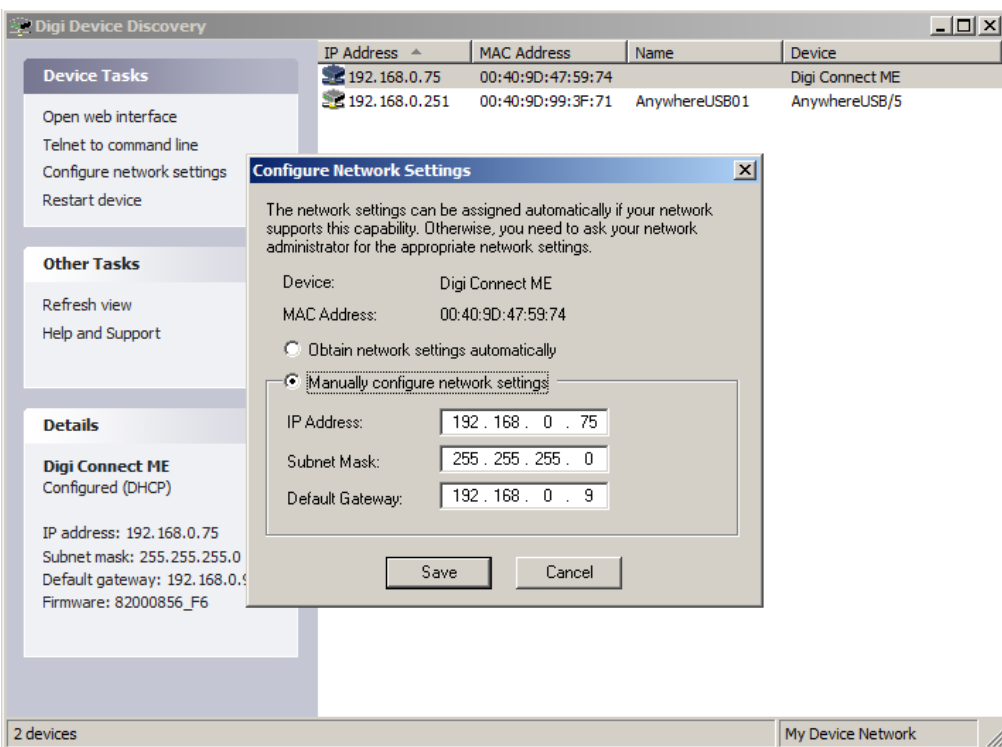 Digi Device Discovery
Device Tasks
Open web interface
Telnet to command line
Configure network settings
Restart device
Other Tasks
Refresh view
Help and Support
Details
Digi Connect ME
Configured (DHCP)
IP address: 192.168.0.75
Subnet mask: 255.255.255.0
Default gateway: 192.168.0.9
Firmware: 82000856_F6
IP Address MAC Address Name Device
192.168.0.75 00:40:9D:47:59:74 Digi Connect ME
192.168.0.251 00:40:9D:99:3F:71 AnywhereUSB01 AnywhereUSB/5
Configure Network Settings
The network settings can be assigned automatically if your network
supports this capability. Otherwise, you need to ask your network
administrator for the appropriate network settings.
Device: Digi Connect ME
MAC Address: 00:40:9D:47:59:74
Obtain network settings automatically
Manually configure network settings
IP Address: 192 . 168 . 0 . 75
Subnet Mask: 255 . 255 . 255 . 0
Default Gateway: 192 . 168 . 0 . 9
Save Cancel
2 devices My Device Network